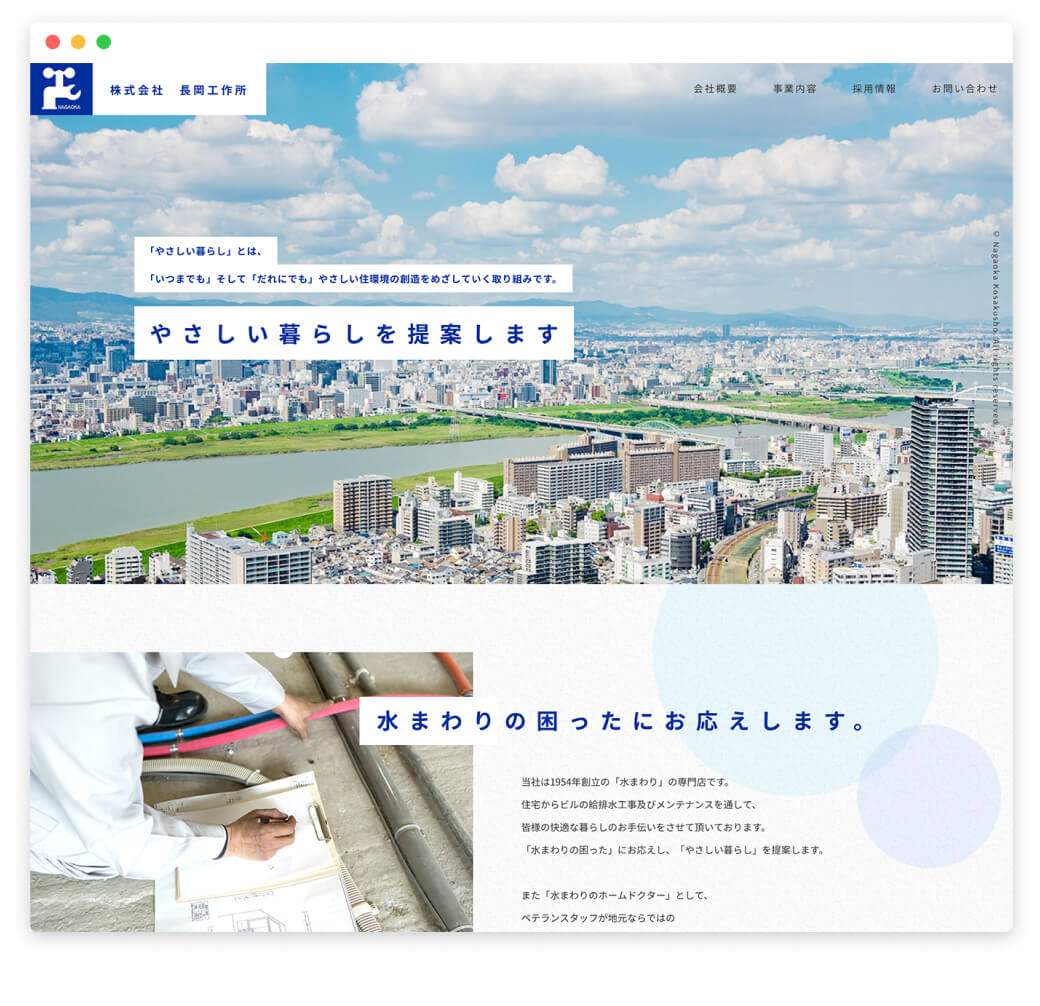 NAGAOKA
株式会社　長岡工作所
会社概要
事業内容
採用情報
お問い合わせ
「やさしい暮らし」とは、
「いつまでも」そして「だれにでも」やさしい住環境の創造をめざしていく取り組みです。
やさしい暮らしを提案します
© Nagaoka Kosakusho. All rights reserved.
水まわりの困ったにお応えします。
当社は1954年創立の「水まわり」の専門店です。
住宅からビルの給排水工事及びメンテナンスを通して、
皆様の快適な暮らしのお手伝いをさせて頂いております。
「水まわりの困った」にお応えし、「やさしい暮らし」を提案します。
また「水まわりのホームドクター」として、
ベテランスタッフが地元ならではの